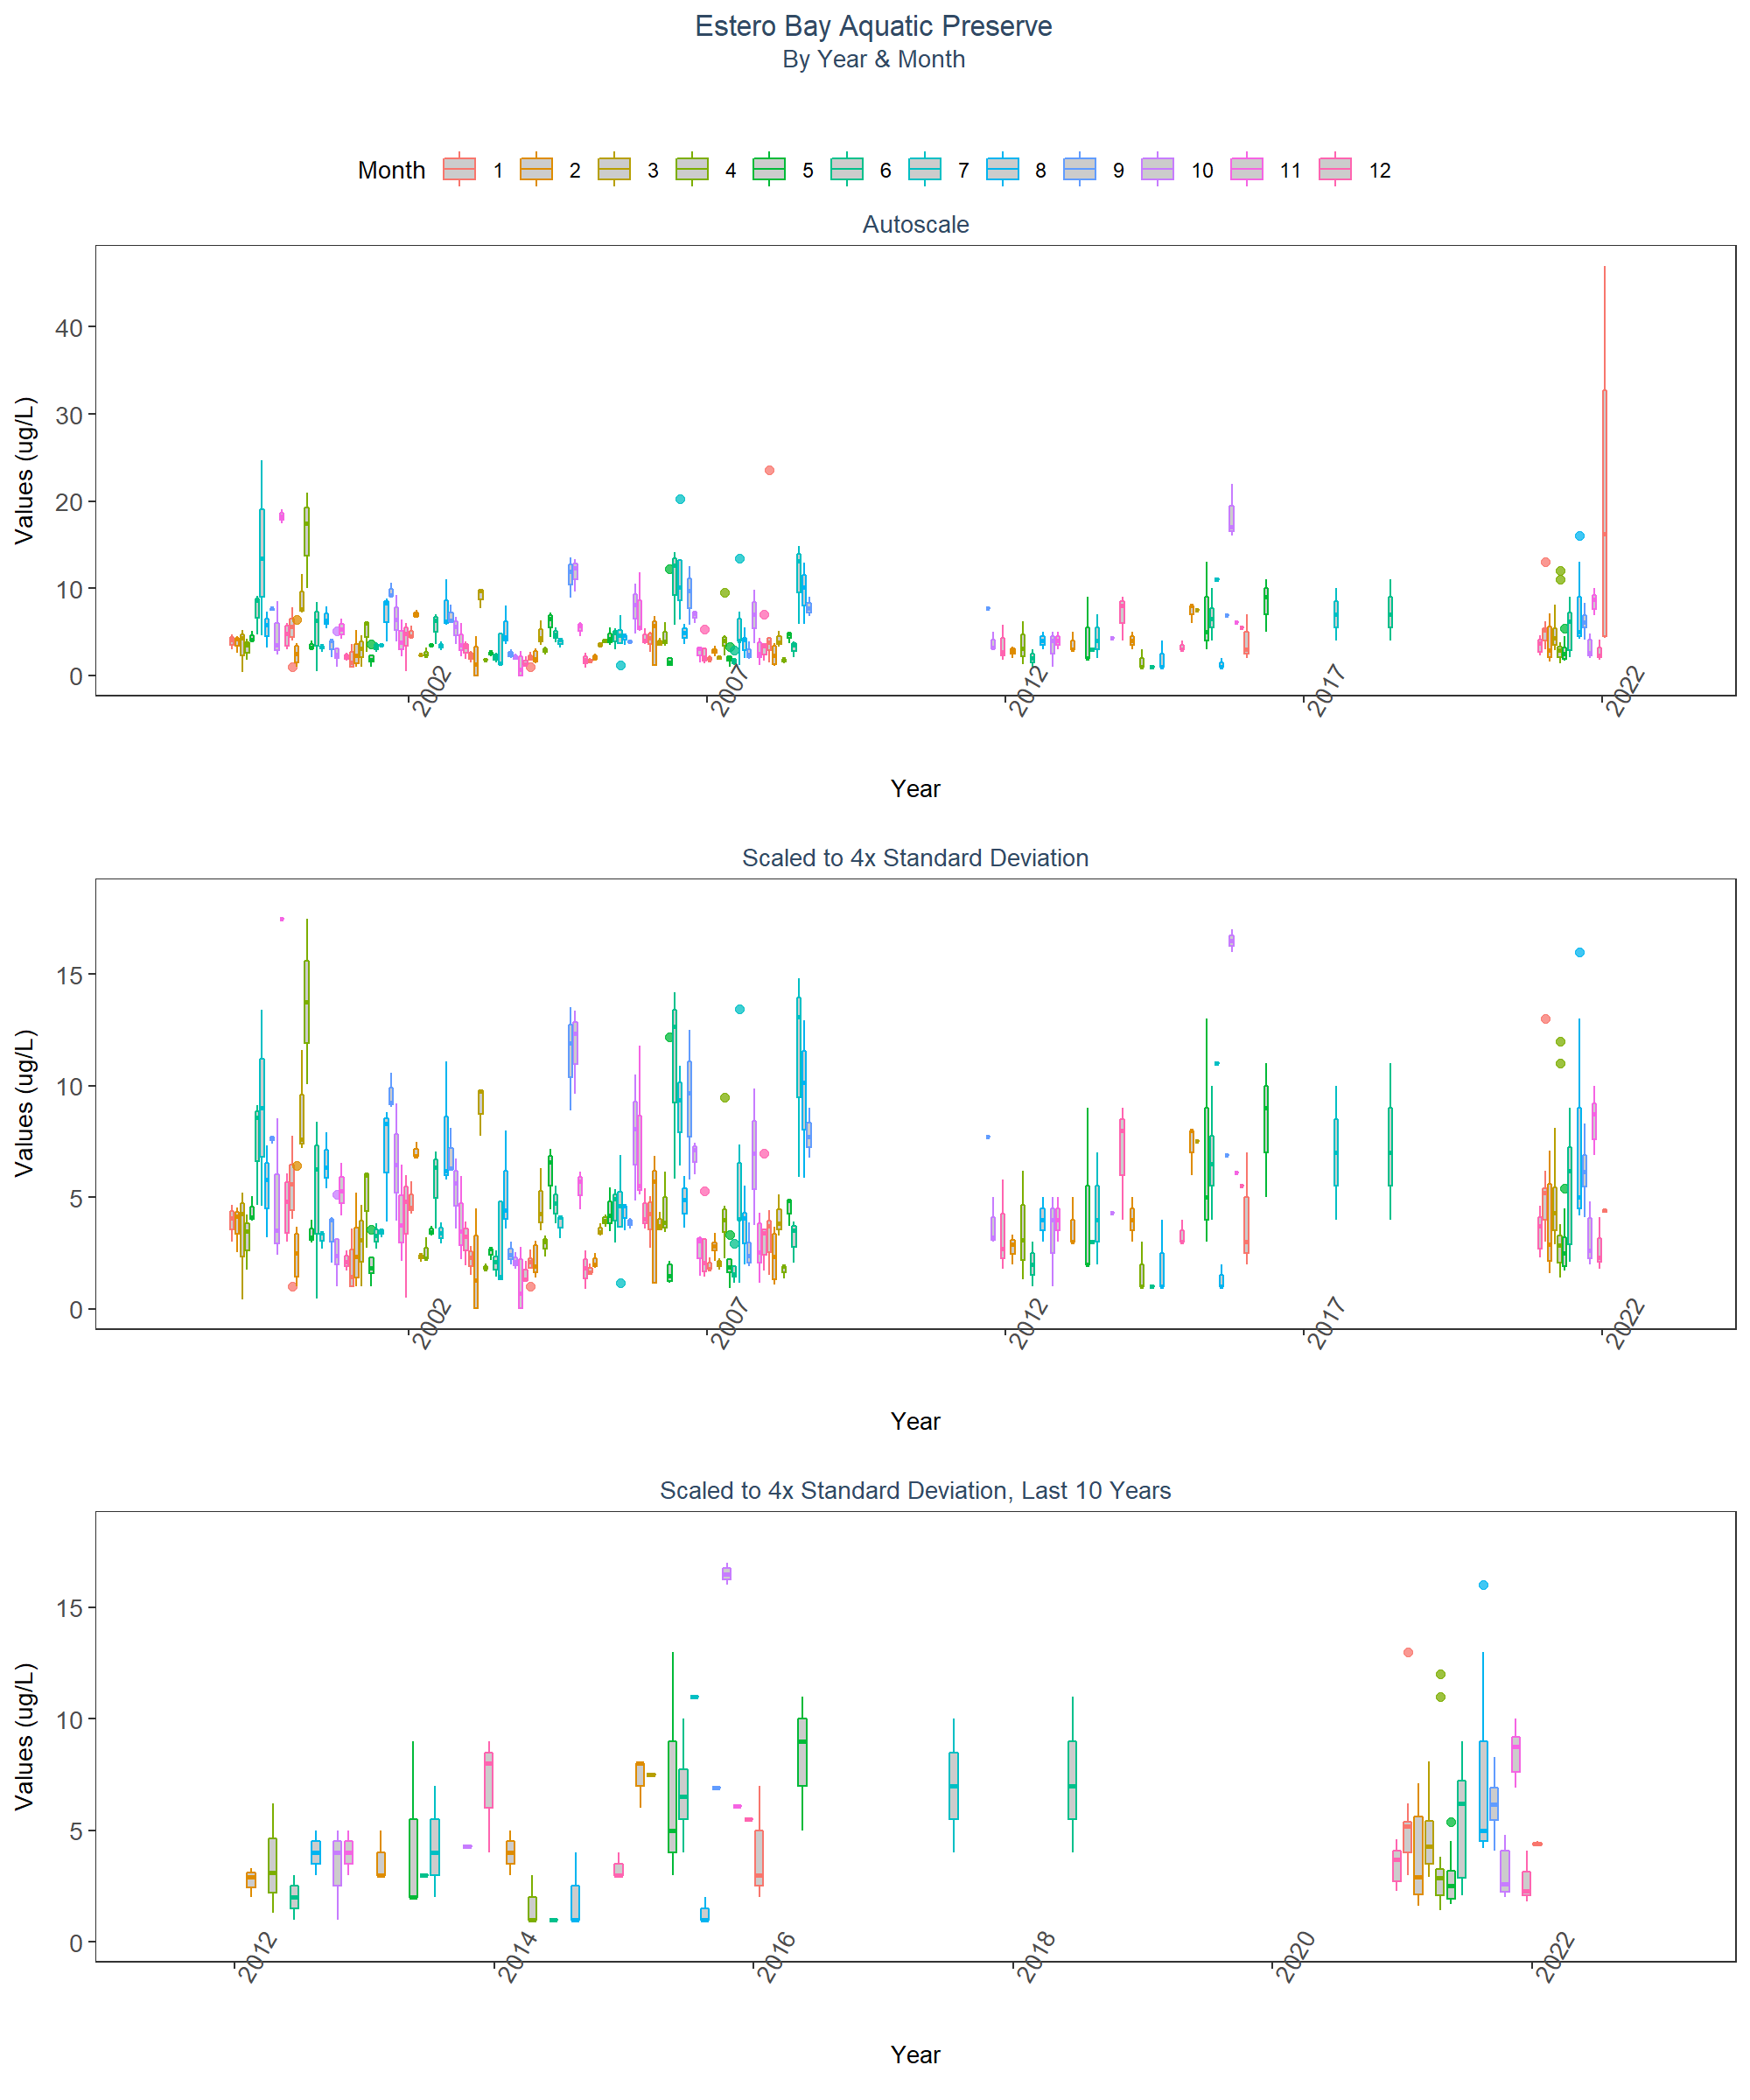 Estero Bay Aquatic Preserve
By Year & Month
Month 1 2 3 4 5 6 7 8 9 10 11 12
Autoscale
Values (ug/L)
40
30
20
10
0
2002 2007 2012 2017 2022
Year
Scaled to 4x Standard Deviation
Values (ug/L)
15
10
5
0
2002 2007 2012 2017 2022
Year
Scaled to 4x Standard Deviation, Last 10 Years
Values (ug/L)
15
10
5
0
2012 2014 2016 2018 2020 2022
Year